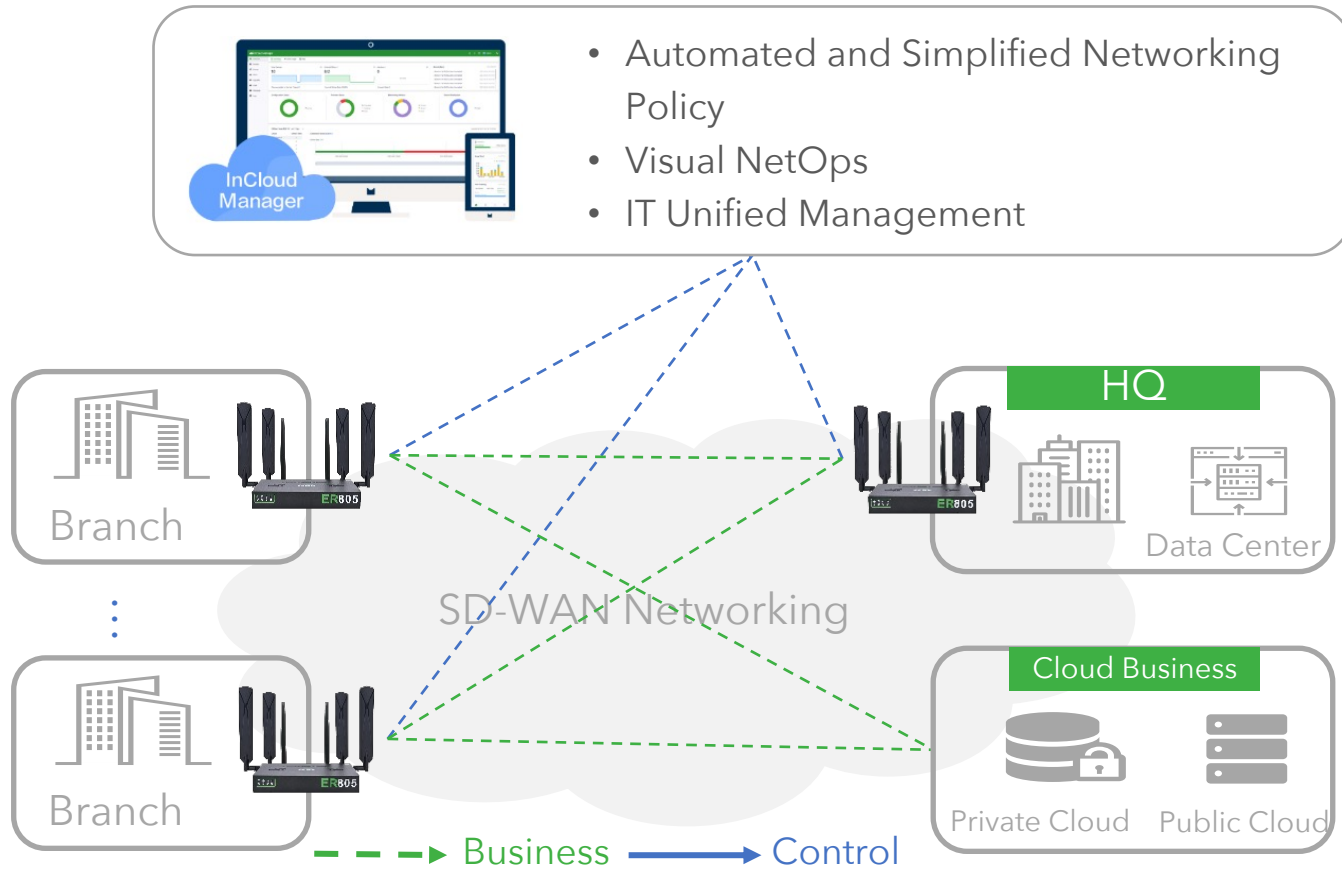 InCloud
Manager
• Automated and Simplified Networking
Policy
• Visual NetOps
• IT Unified Management
Branch
ER805
ER805
HQ
Data Center
SD-WAN Networking
Branch
ER805
Cloud Business
Private Cloud
Public Cloud
Business
Control